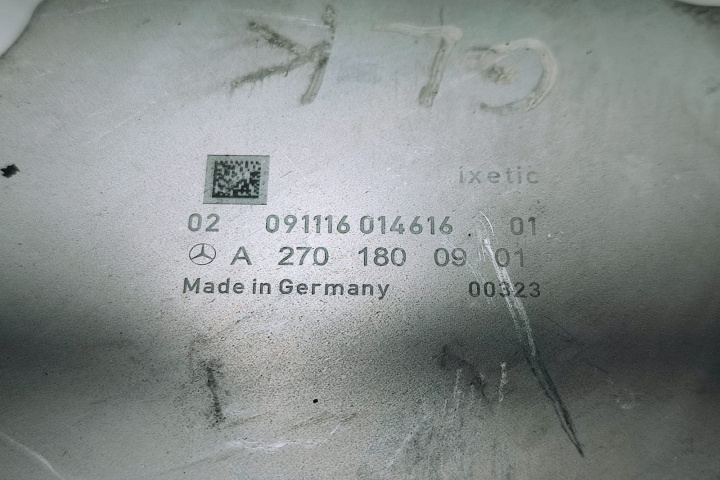 ixetic
02 091116 014616 01
A 270 180 09 01
Made in Germany 00323